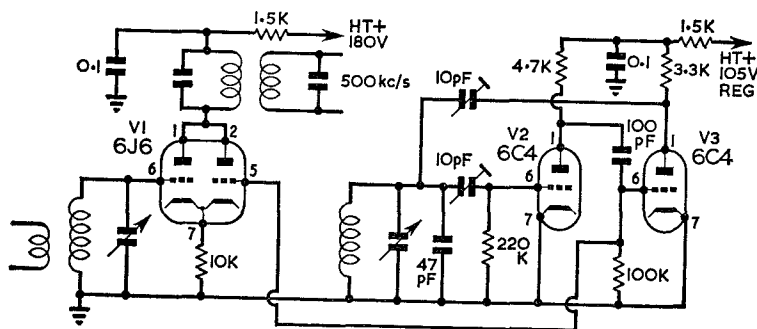 1.5K
HT+
180V
0.1
500kc/s
V1
6J6
1
2
6
5
7
10K
10pF
10pF
47
pF
220
K
4.7K
0.1
1.5K
HT+
105V
REG
3.3K
V2
6C4
1
6
7
100
pF
V3
6C4
1
6
7
100K